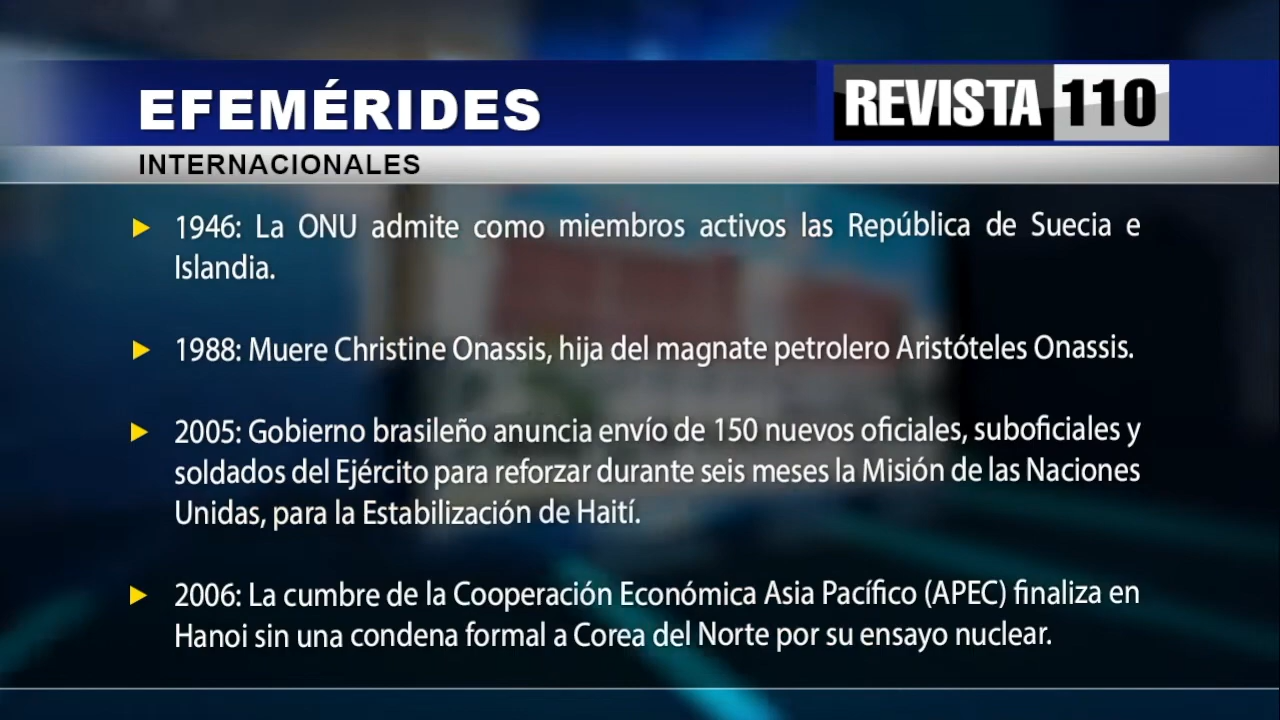 EFEMÉRIDES
REVISTA 110
INTERNACIONALES
1946: La ONU admite como miembros activos las República de Suecia e
Islandia.
1988: Muere Christine Onassis, hija del magnate petrolero Aristóteles Onassis.
2005: Gobierno brasileño anuncia envío de 150 nuevos oficiales, suboficiales y
soldados del Ejército para reforzar durante seis meses la Misión de las Naciones
Unidas, para la Estabilización de Haití.
2006: La cumbre de la Cooperación Económica Asia Pacífico (APEC) finaliza en
Hanoi sin una condena formal a Corea del Norte por su ensayo nuclear.